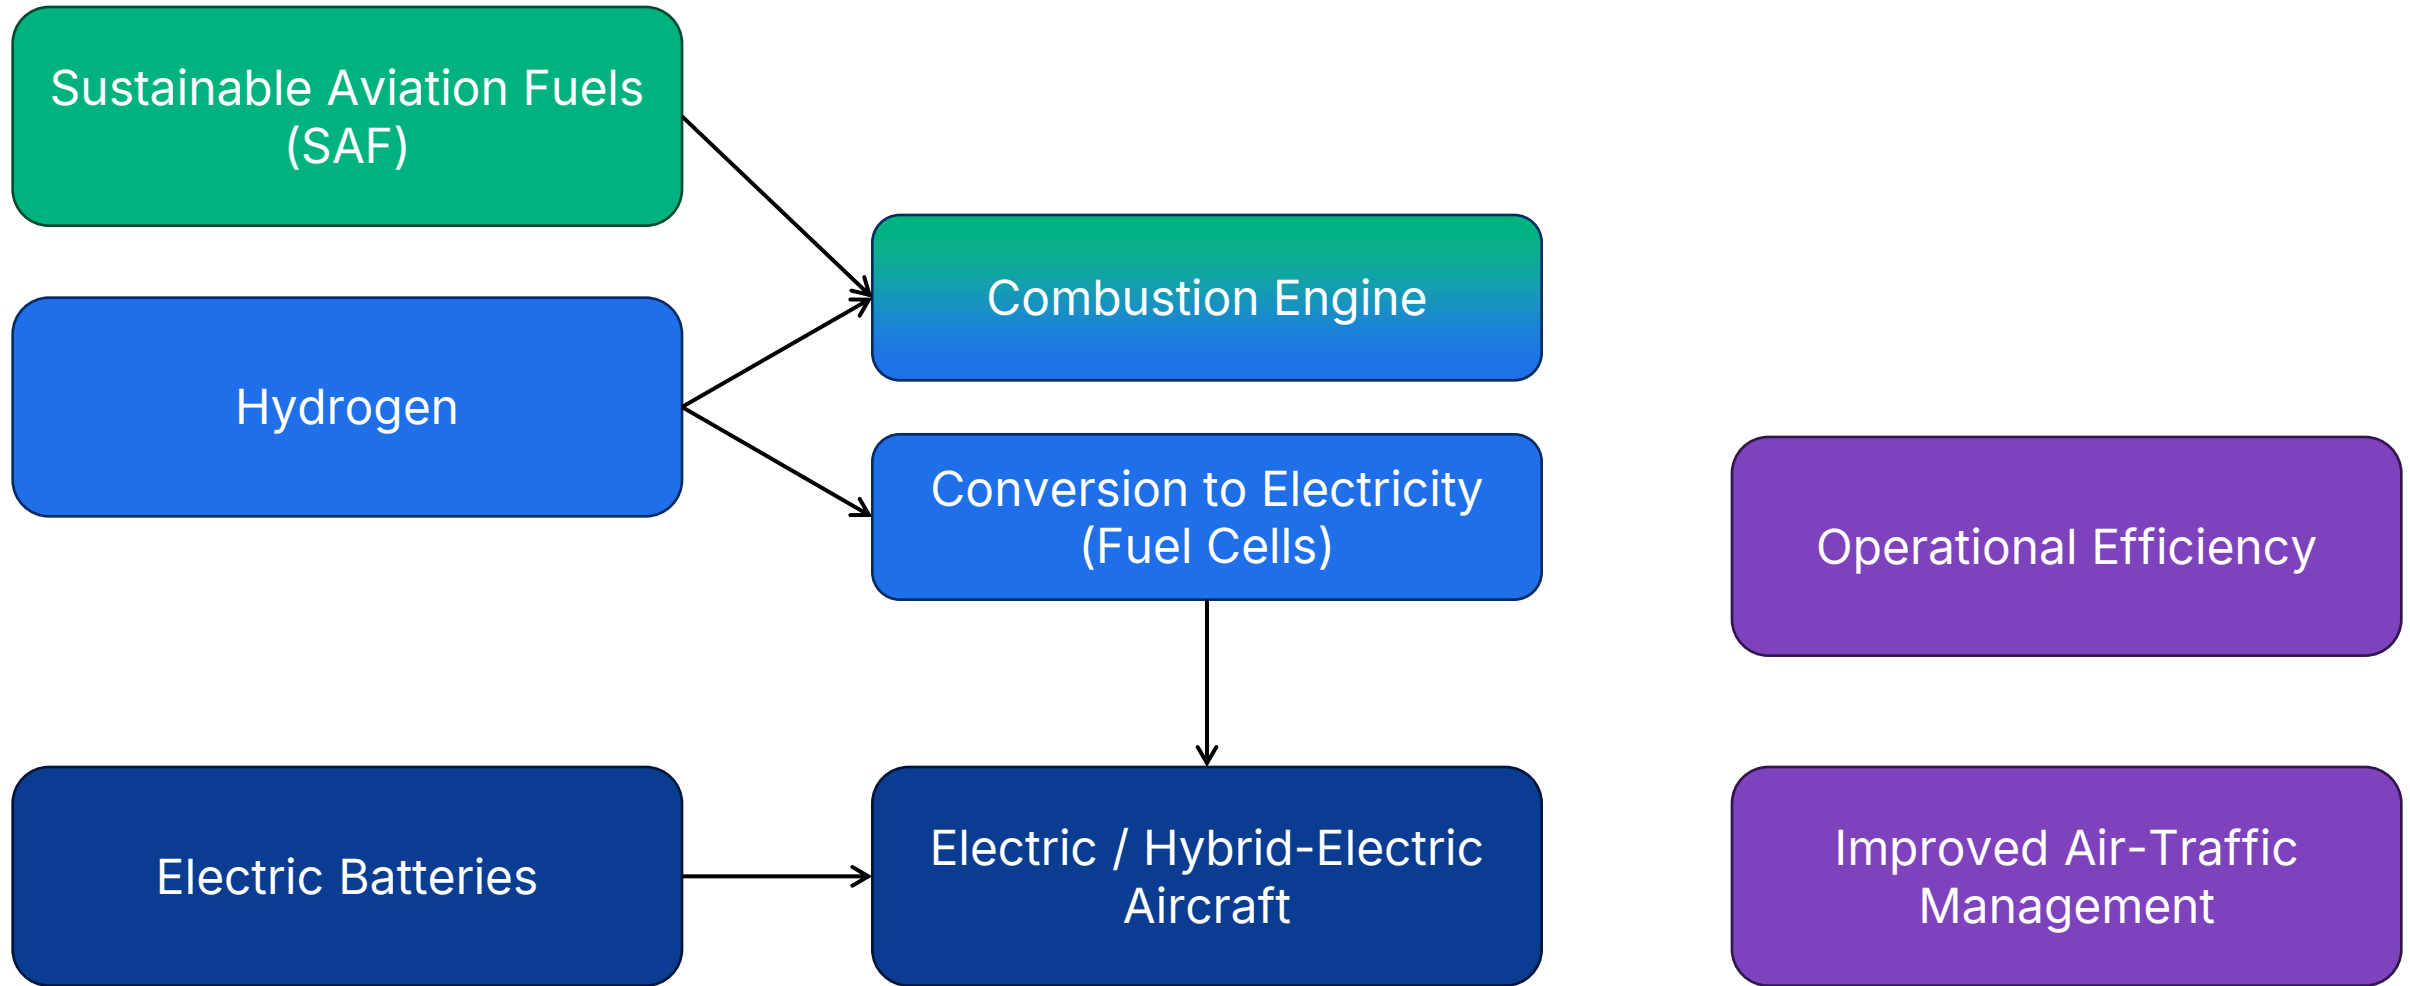 Sustainable Aviation Fuels
(SAF)
Hydrogen
Electric Batteries
Combustion Engine
Conversion to Electricity
(Fuel Cells)
Electric / Hybrid-Electric
Aircraft
Operational Efficiency
Improved Air-Traffic
Management